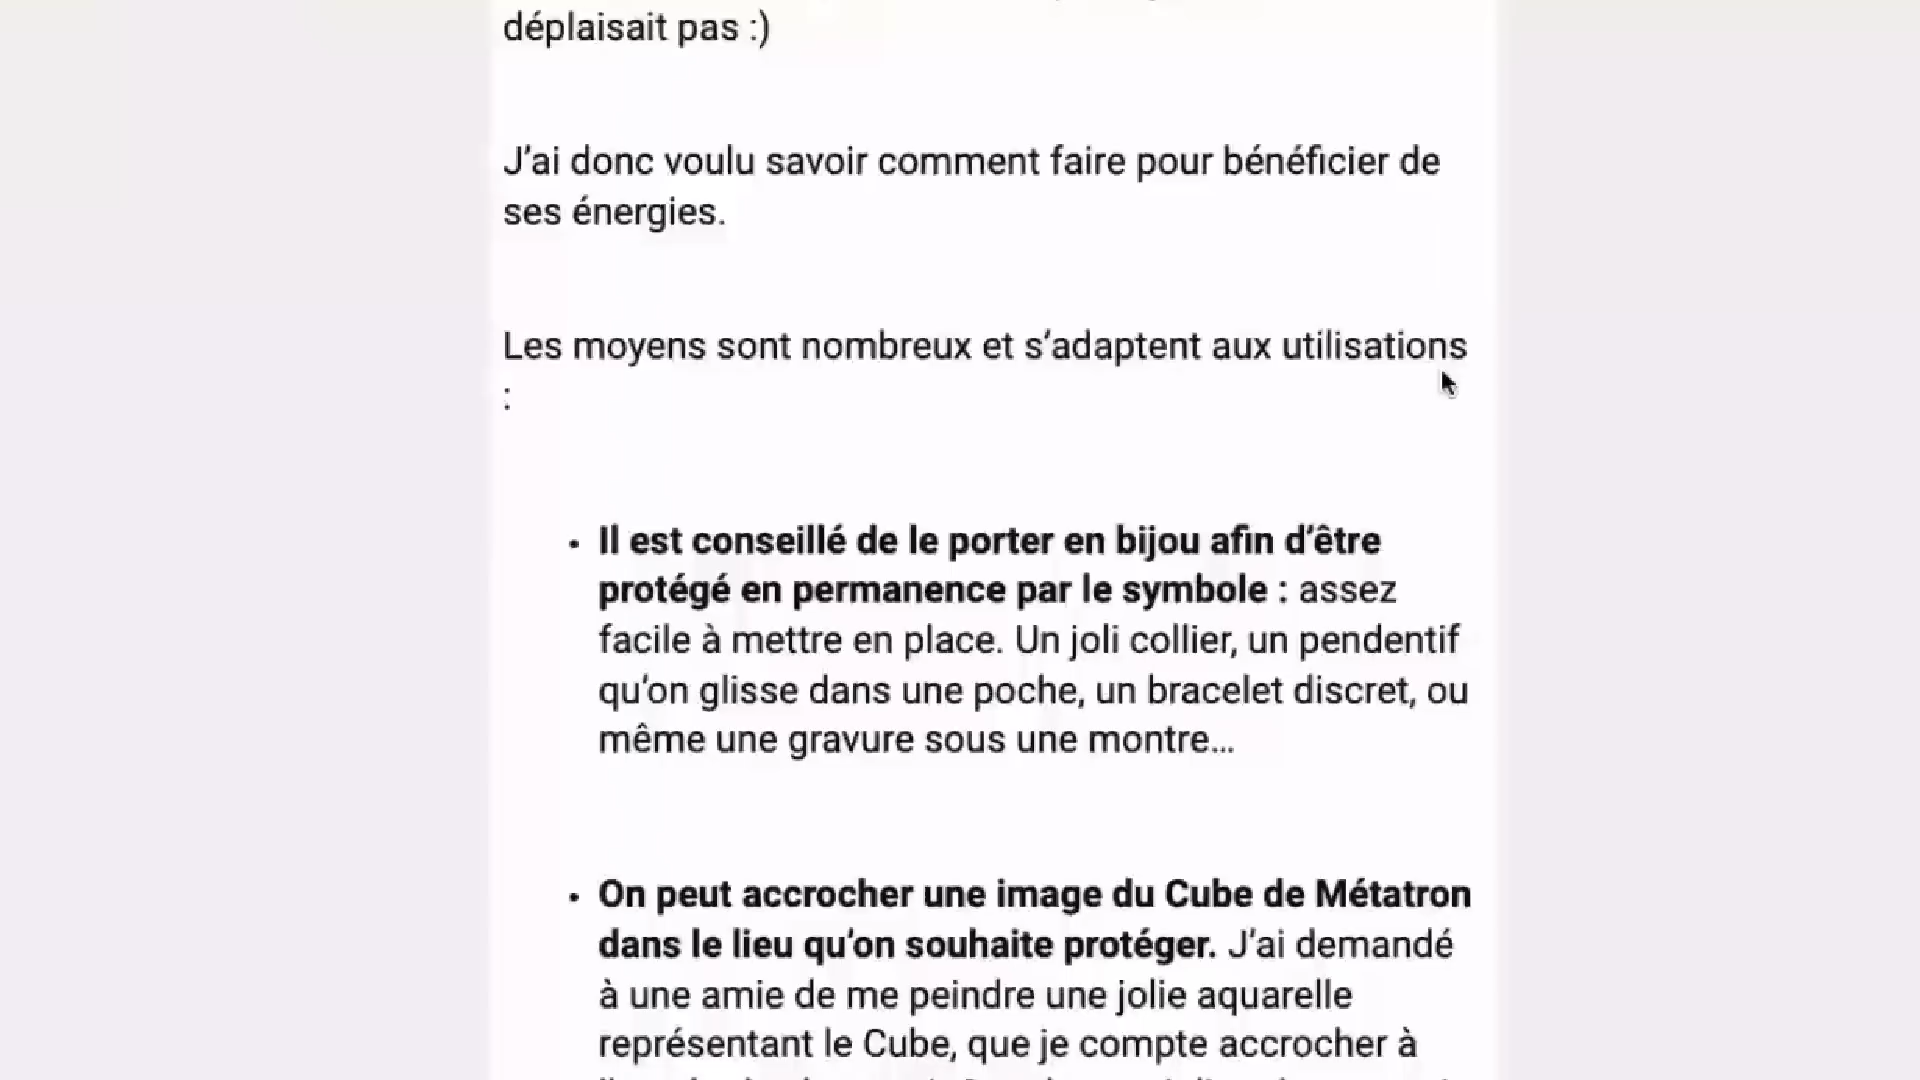 déplaisait pas :)
J’ai donc voulu savoir comment faire pour bénéficier de
ses énergies.
Les moyens sont nombreux et s’adaptent aux utilisations
:
• Il est conseillé de le porter en bijou afin d’être
protégé en permanence par le symbole : assez
facile à mettre en place. Un joli collier, un pendentif
qu’on glisse dans une poche, un bracelet discret, ou
même une gravure sous une montre…
• On peut accrocher une image du Cube de Métatron
dans le lieu qu’on souhaite protéger. J’ai demandé
à une amie de me peindre une jolie aquarelle
représentant le Cube, que je compte accrocher à